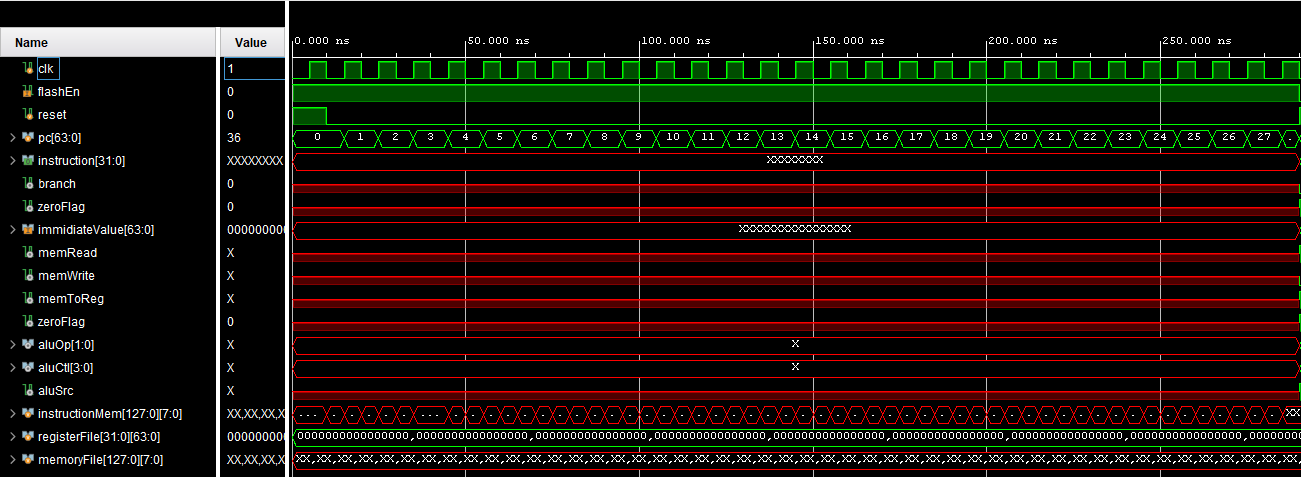 Name Value
0.000 ns 50.000 ns 100.000 ns 150.000 ns 200.000 ns 250.000 ns
clk 1
flashEn 0
reset 0
pc[63:0] 36 0 1 2 3 4 5 6 7 8 9 10 11 12 13 14 15 16 17 18 19 20 21 22 23 24 25 26 27 .
instruction[31:0] XXXXXXXX XXXXXXXX
branch 0
zeroFlag 0
immidiateValue[63:0] 000000000 XXXXXXXXXXXXXXXX
memRead X
memWrite X
memToReg X
zeroFlag 0
aluOp[1:0] X X
aluCtl[3:0] X X
aluSrc X
instructionMem[127:0][7:0] XX,XX,XX,X ... XX
registerFile[31:0][63:0] 000000000 0000000000000000,0000000000000000,0000000000000000,0000000000000000,0000000000000000,0000000000000000,0000000000000000,0000000000000000,00000000
memoryFile[127:0][7:0] XX,XX,XX,X XX,XX,XX,XX,XX,XX,XX,XX,XX,XX,XX,XX,XX,XX,XX,XX,XX,XX,XX,XX,XX,XX,XX,XX,XX,XX,XX,XX,XX,XX,XX,XX,XX,XX,XX,XX,XX,XX,XX,XX,XX,XX,XX,XX,XX,XX,XX,XX